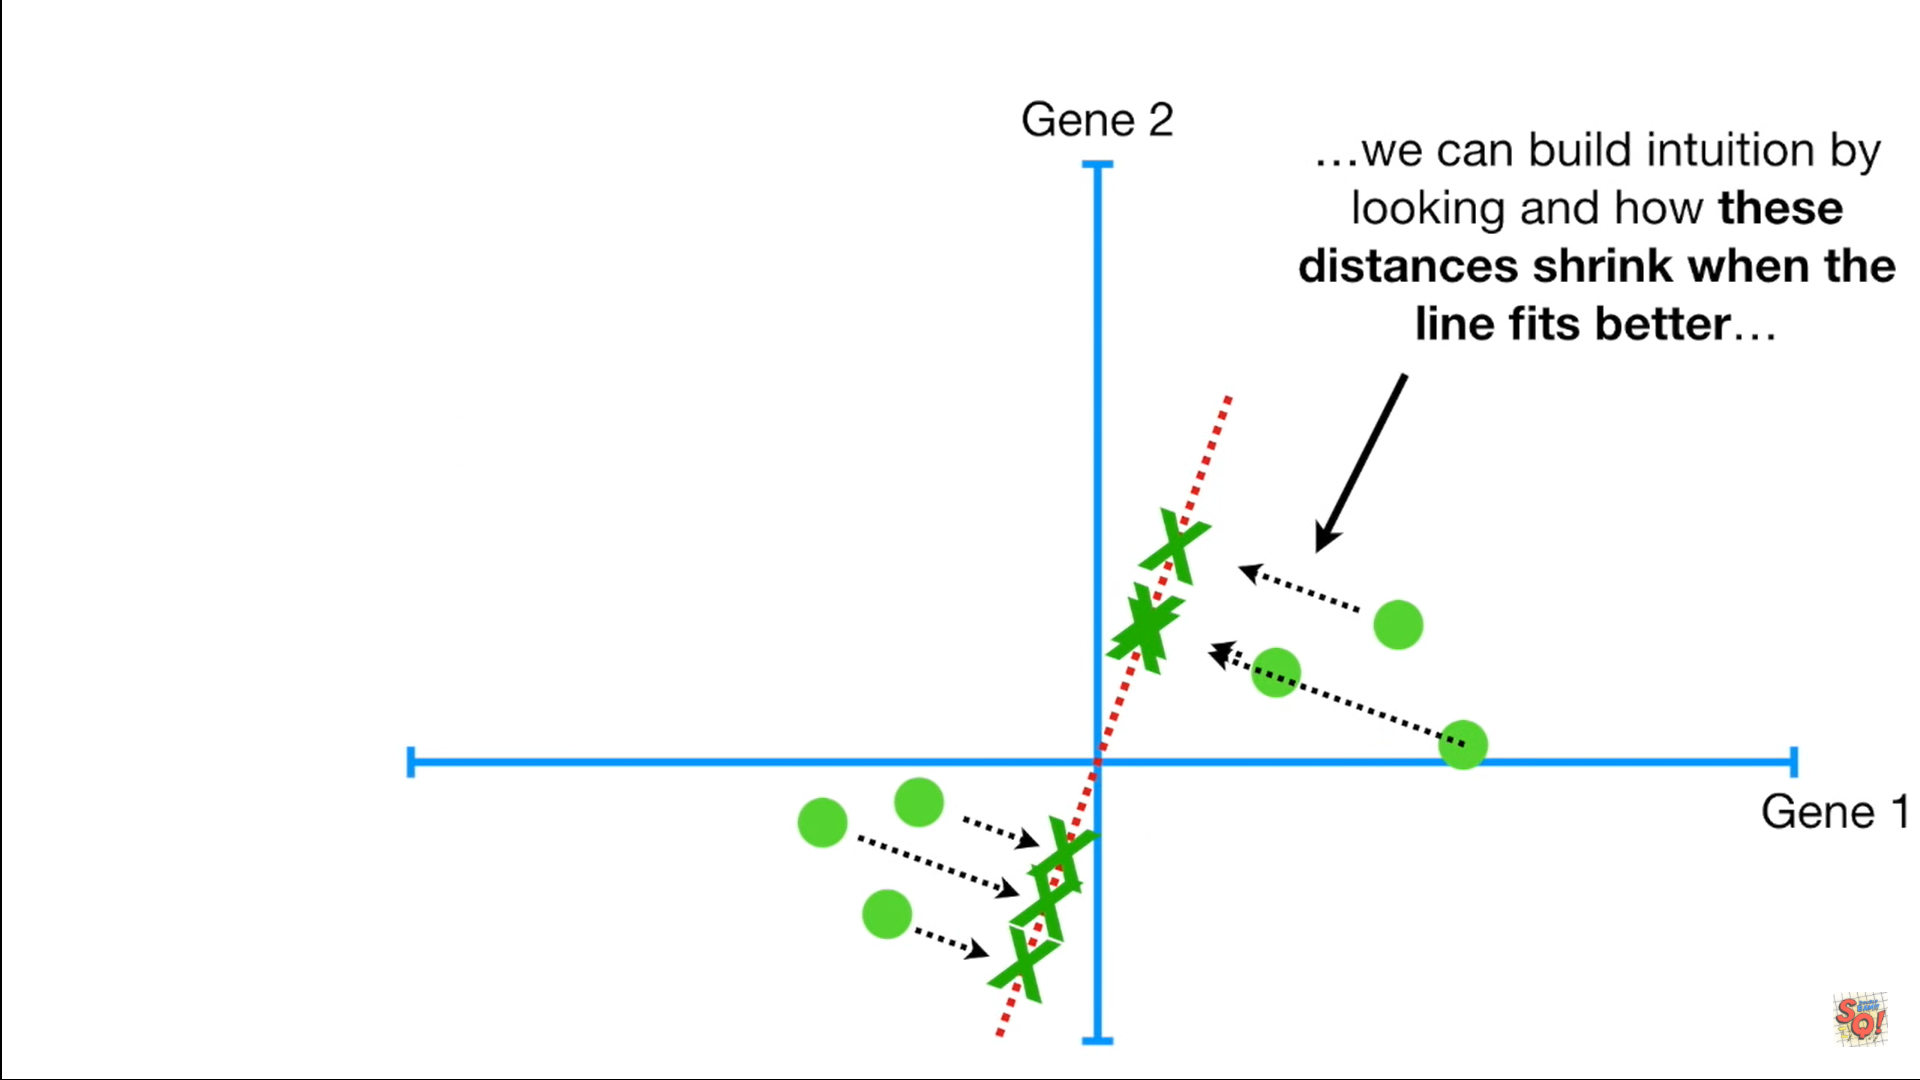 Gene 2
…we can build intuition by
looking and how these
distances shrink when the
line fits better…
Gene 1
SQ!